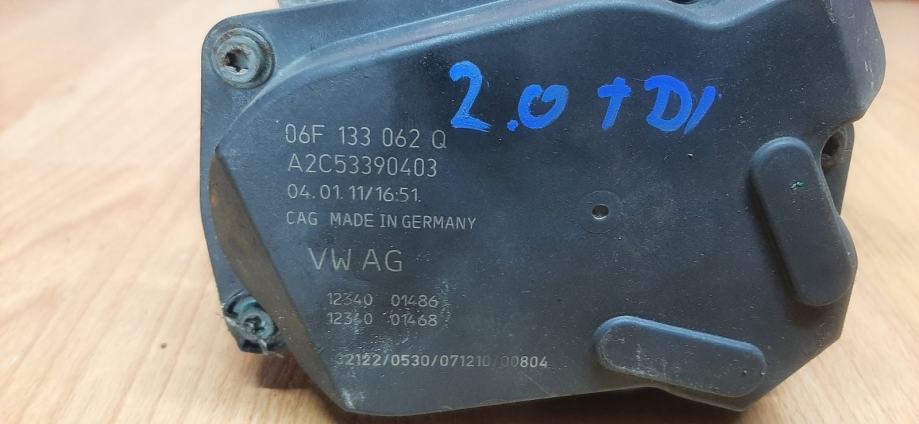 2.0 TDI
06F 133 062 Q
A2C53390403
04.01.11/16:51.
CAG MADE IN GERMANY
VW AG
12340 01486
12340 01468
32122/0530/071210/00804